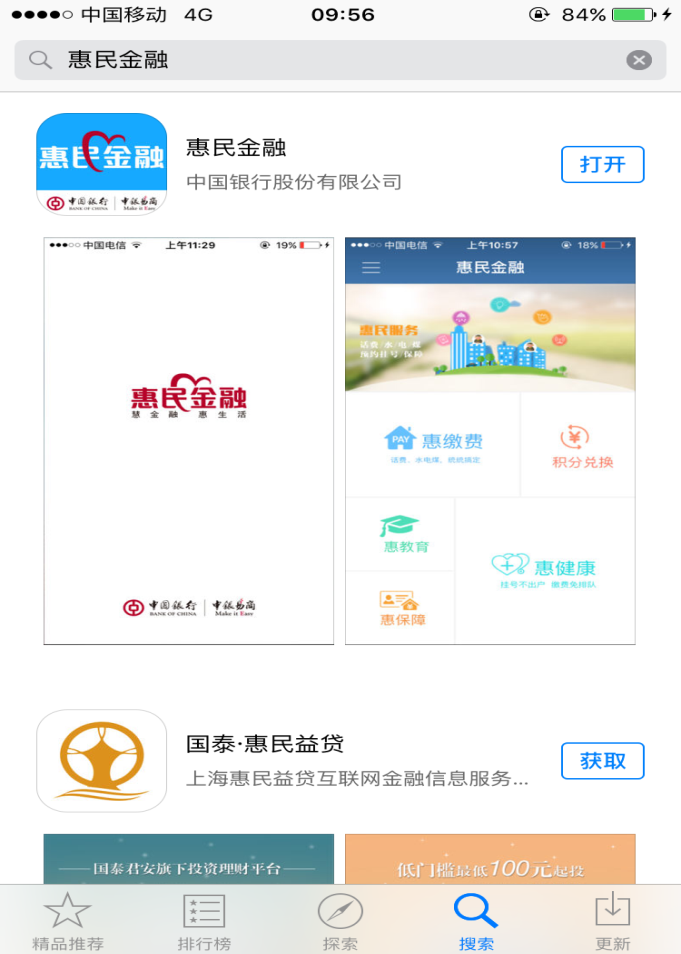 中国移动 4G 09:56 84%
惠民金融
惠民金融
中国银行 中银易商
BANK OF CHINA Make it Easy
惠民金融
中国银行股份有限公司
打开
中国电信 上午11:29 19%
惠民金融
慧金融 惠生活
中国银行 中银易商
BANK OF CHINA Make it Easy
中国电信 上午10:57 18%
惠民金融
惠民服务
话费/水/电/煤
预约挂号/保障
PAY 惠缴费
话费、水电煤、统统搞定
积分兑换
惠教育
惠健康
挂号不出户 缴费免排队
惠保障
国泰·惠民益贷
上海惠民益贷互联网金融信息服务...
获取
国泰君安旗下投资理财平台
低门槛最低100元起投
精品推荐 排行榜 探索 搜索 更新